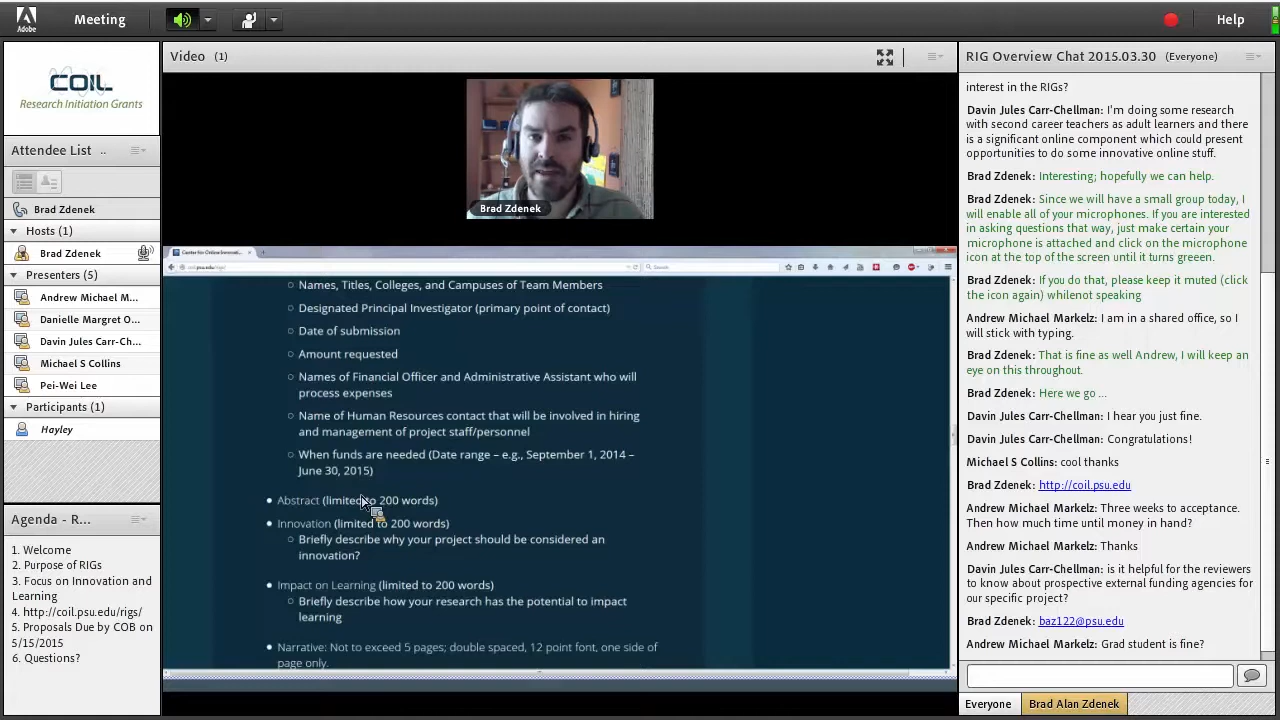 Adobe
Meeting
Help
COIL
Research Initiation Grants
Attendee List ..
Brad Zdenek
Hosts (1)
Brad Zdenek
Presenters (5)
Andrew Michael M...
Danielle Margret O...
Davin Jules Carr-Ch...
Michael S Collins
Pei-Wei Lee
Participants (1)
Hayley
Agenda - R...
1. Welcome
2. Purpose of RIGs
3. Focus on Innovation and
Learning
4. http://coil.psu.edu/rigs/
5. Proposals Due by COB on
5/15/2015
6. Questions?
Video (1)
Brad Zdenek
Center for Online Innovati...
coil.psu.edu/rigs/
Search
Names, Titles, Colleges, and Campuses of Team Members
Designated Principal Investigator (primary point of contact)
Date of submission
Amount requested
Names of Financial Officer and Administrative Assistant who will
process expenses
Name of Human Resources contact that will be involved in hiring
and management of project staff/personnel
When funds are needed (Date range – e.g., September 1, 2014 –
June 30, 2015)
Abstract (limited to 200 words)
Innovation (limited to 200 words)
Briefly describe why your project should be considered an
innovation?
Impact on Learning (limited to 200 words)
Briefly describe how your research has the potential to impact
learning
Narrative: Not to exceed 5 pages; double spaced, 12 point font, one side of
page only.
RIG Overview Chat 2015.03.30 (Everyone)
interest in the RIGs?
Davin Jules Carr-Chellman: I'm doing some research
with second career teachers as adult learners and there
is a significant online component which could present
opportunities to do some innovative online stuff.
Brad Zdenek: Interesting; hopefully we can help.
Brad Zdenek: Since we will have a small group today, I
will enable all of your microphones. If you are interested
in asking questions that way, just make certain your
microphone is attached and click on the microphone
icon at the top of the screen until it turns greeen.
Brad Zdenek: If you do that, please keep it muted (click
the icon again) whilenot speaking
Andrew Michael Markelz: I am in a shared office, so I
will stick with typing.
Brad Zdenek: That is fine as well Andrew, I will keep an
eye on this throughout.
Brad Zdenek: Here we go ...
Davin Jules Carr-Chellman: I hear you just fine.
Davin Jules Carr-Chellman: Congratulations!
Michael S Collins: cool thanks
Brad Zdenek: http://coil.psu.edu
Andrew Michael Markelz: Three weeks to acceptance.
Then how much time until money in hand?
Andrew Michael Markelz: Thanks
Davin Jules Carr-Chellman: is it helpful for the reviewers
to know about prospective external funding agencies for
our specific project?
Brad Zdenek: baz122@psu.edu
Andrew Michael Markelz: Grad student is fine?
Everyone
Brad Alan Zdenek